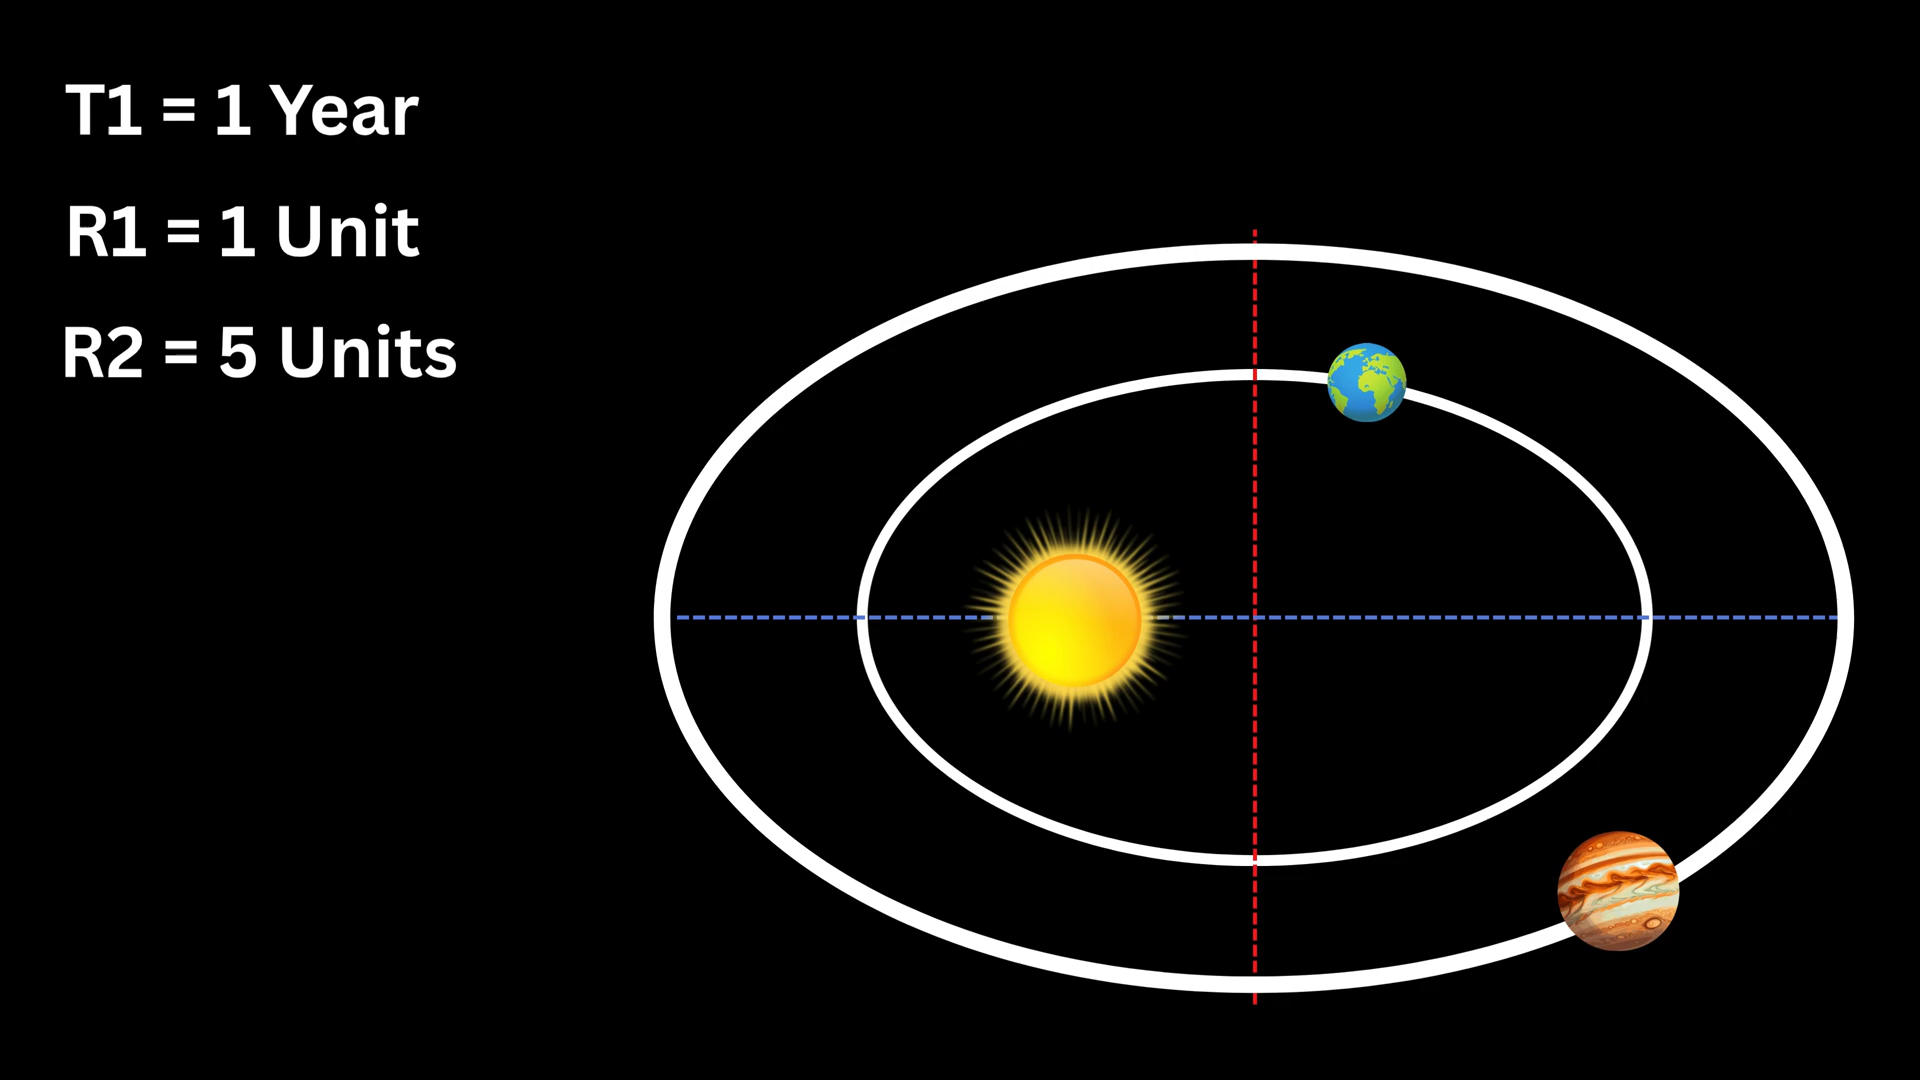 T1 = 1 Year
R1 = 1 Unit
R2 = 5 Units